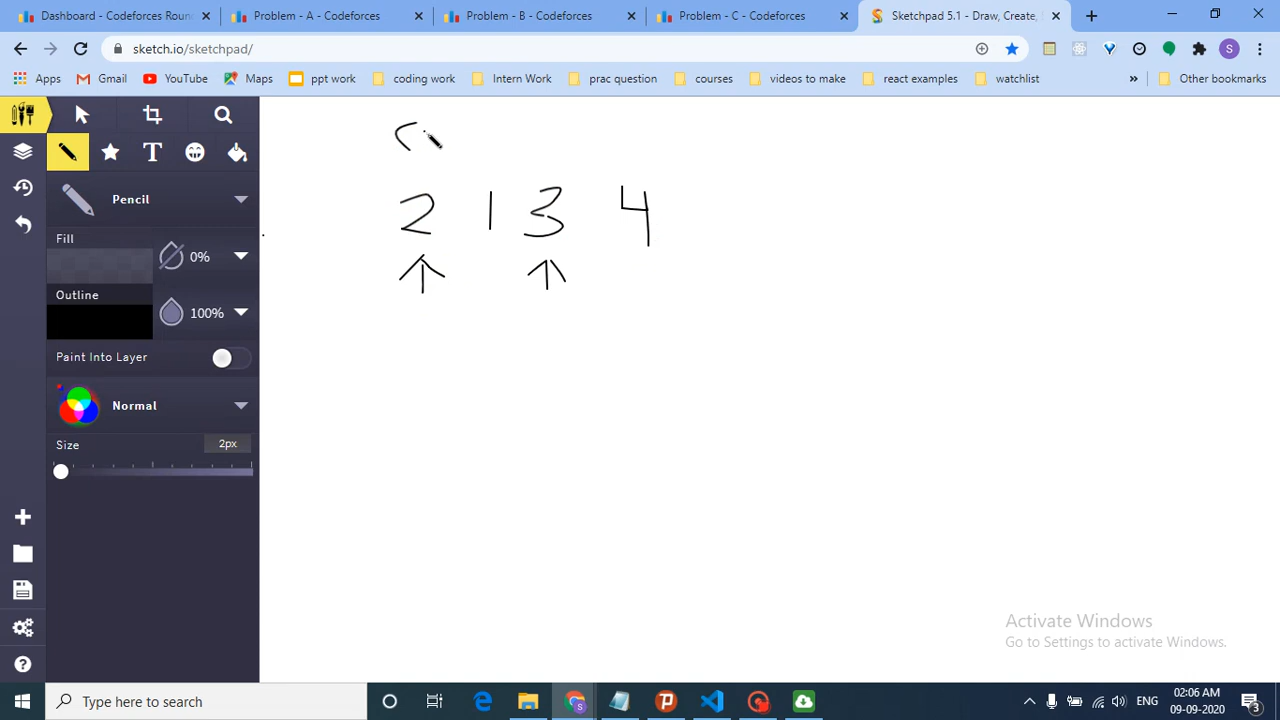 Dashboard - Codeforces Roun
Problem - A - Codeforces
Problem - B - Codeforces
Problem - C - Codeforces
Sketchpad 5.1 - Draw, Create,
sketch.io/sketchpad/
S
Apps
Gmail
YouTube
Maps
ppt work
coding work
Intern Work
prac question
courses
videos to make
react examples
watchlist
»
Other bookmarks
Pencil
Fill
0%
Outline
100%
Paint Into Layer
Normal
Size
2px
2 1 3 4
Activate Windows
Go to Settings to activate Windows.
Type here to search
ENG
02:06 AM
09-09-2020
3